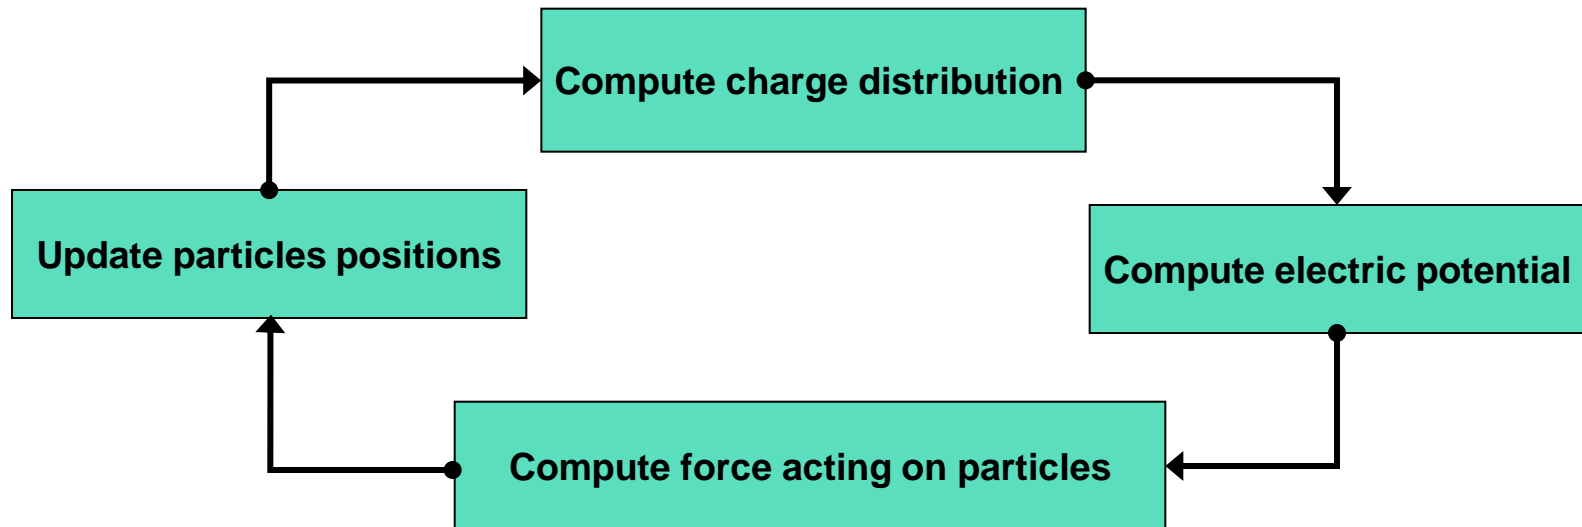 Compute charge distribution
Update particles positions
Compute electric potential
Compute force acting on particles